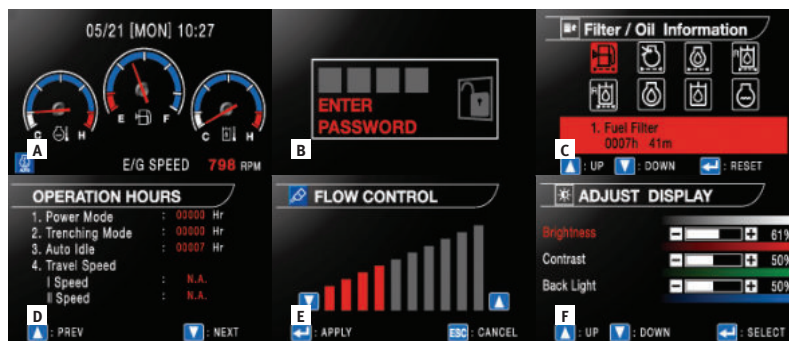 05/21 [MON] 10:27
C H
E F
C H
A
E/G SPEED 798 RPM
ENTER
PASSWORD
B
Filter / Oil Information
R
1. Fuel Filter
0007h 41m
C
: UP : DOWN : RESET
OPERATION HOURS
1. Power Mode : 00000 Hr
2. Trenching Mode : 00000 Hr
3. Auto Idle : 00007 Hr
4. Travel Speed
I Speed : N.A.
II Speed : N.A.
D
: PREV : NEXT
FLOW CONTROL
E
: APPLY ESC : CANCEL
ADJUST DISPLAY
Brightness - + 61%
Contrast - + 50%
Back Light - + 50%
F
: UP : DOWN : SELECT